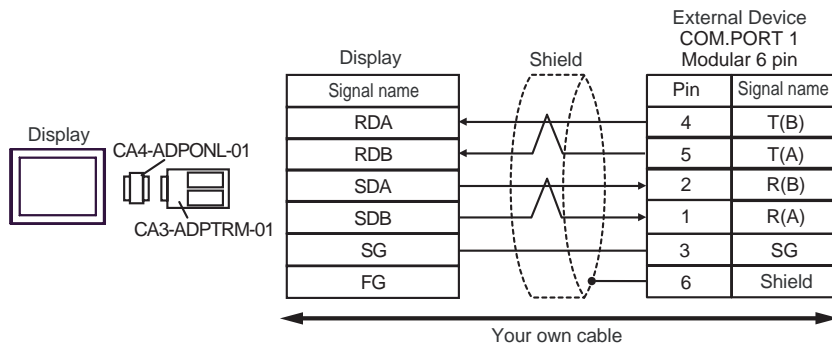 External Device
COM.PORT 1
Modular 6 pin
Display
Shield
Signal name
Pin
Signal name
RDA
4
T(B)
Display
CA4-ADPONL-01
RDB
5
T(A)
SDA
2
R(B)
CA3-ADPTRM-01
SDB
1
R(A)
SG
3
SG
FG
6
Shield
Your own cable